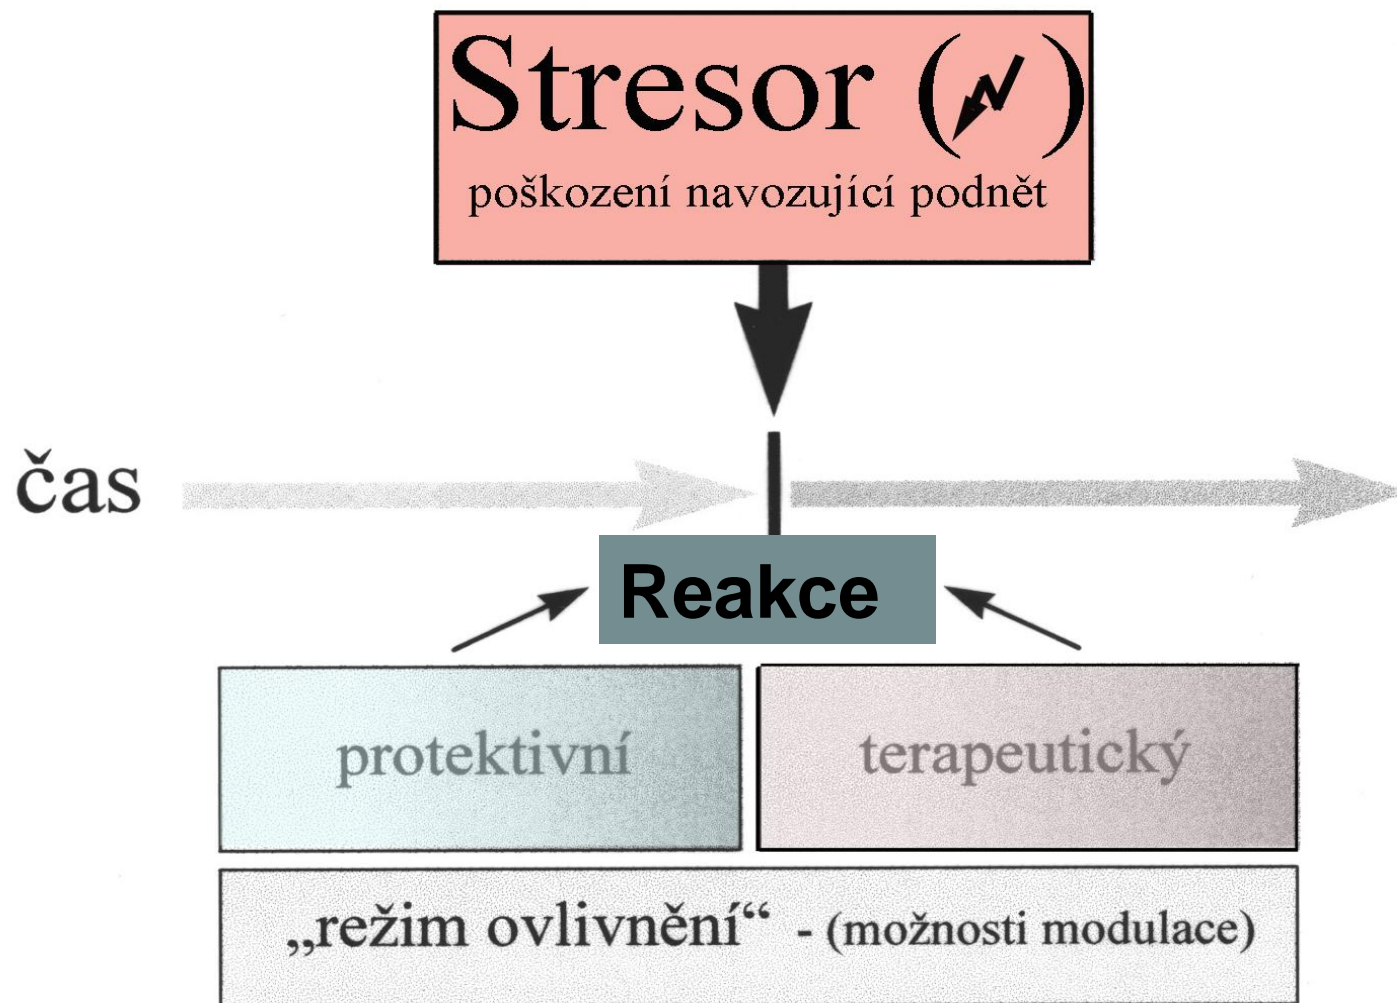 Stresor ( )
poškození navozující podnět
čas
Reakce
protektivní
terapeutický
„režim ovlivnění“ - (možnosti modulace)